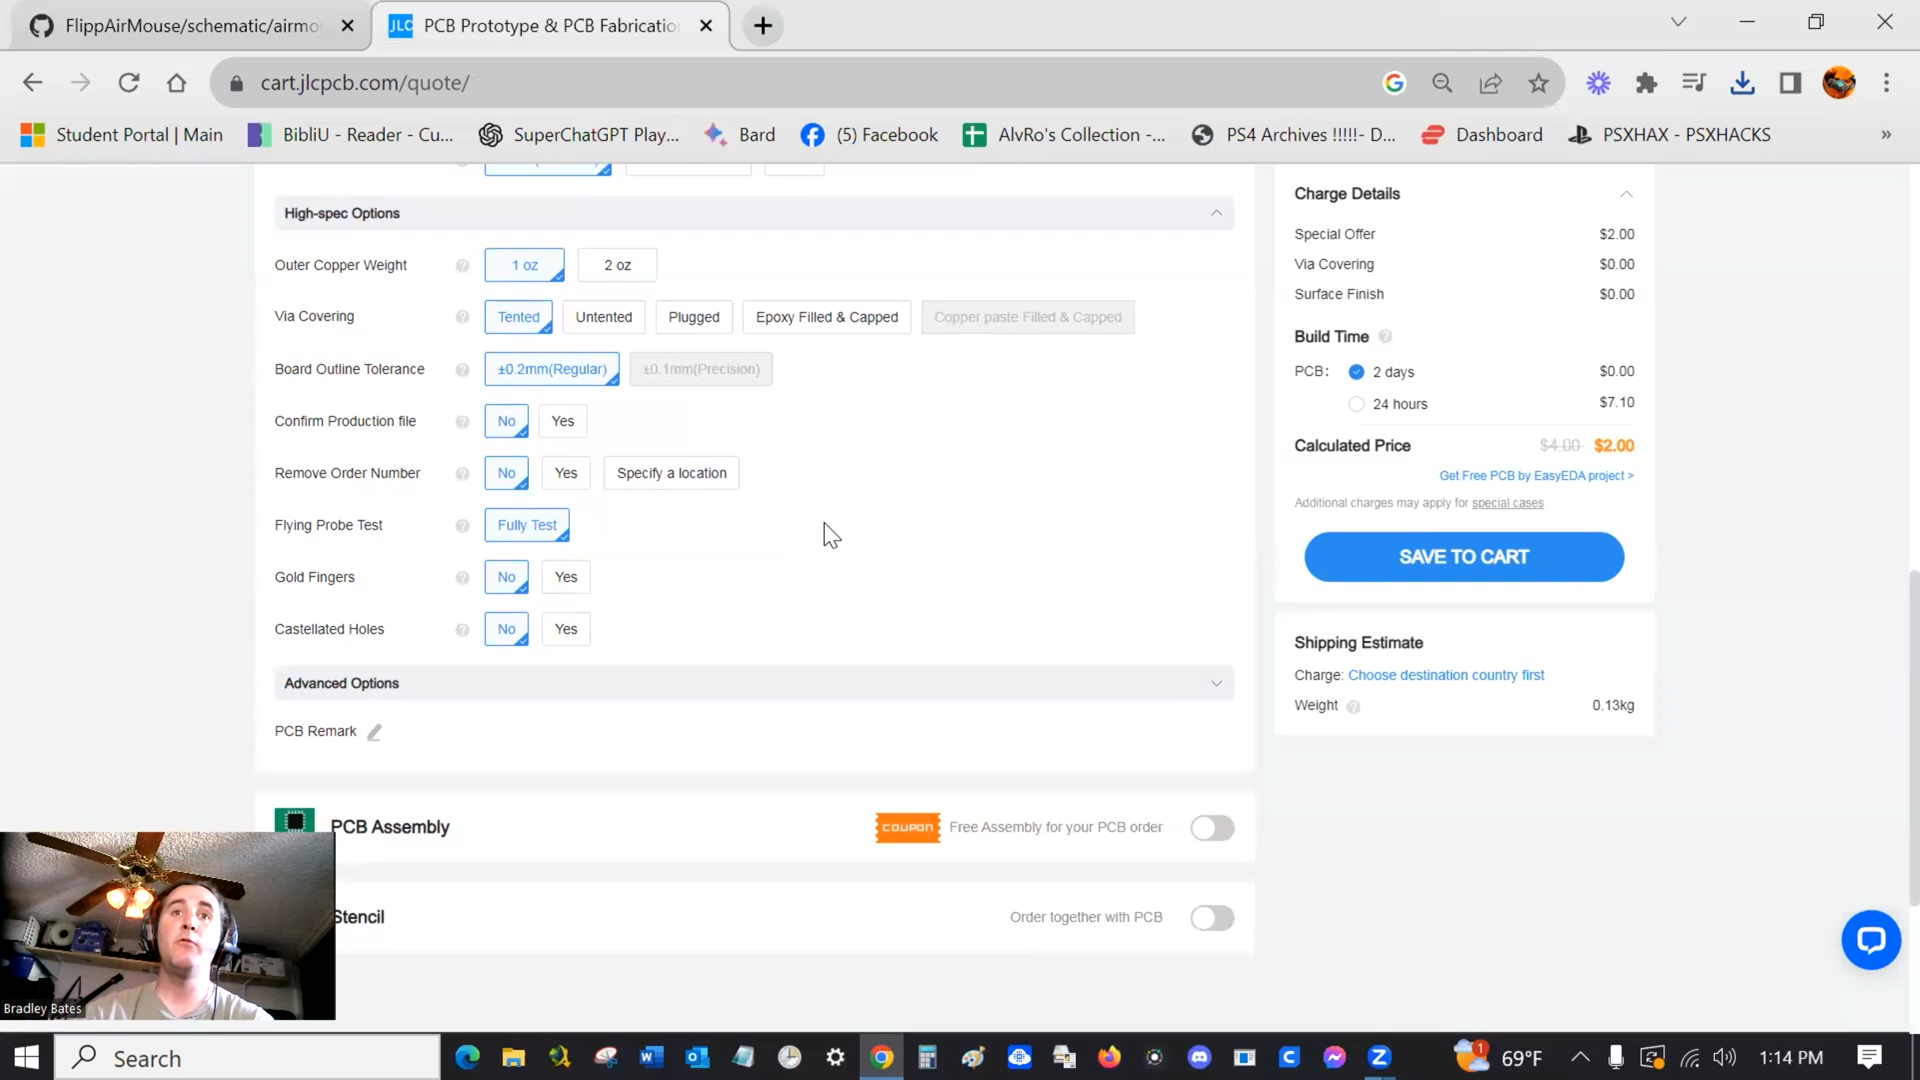 FlippAirMouse/schematic/airmo
JLC PCB Prototype & PCB Fabricatio
cart.jlcpcb.com/quote/
Student Portal | Main
BibliU - Reader - Cu...
SuperChatGPT Play...
Bard
(5) Facebook
AlvRo's Collection -...
PS4 Archives !!!!!- D...
Dashboard
PSXHAX - PSXHACKS
»
High-spec Options
Outer Copper Weight
1 oz
2 oz
Via Covering
Tented
Untented
Plugged
Epoxy Filled & Capped
Copper paste Filled & Capped
Board Outline Tolerance
±0.2mm(Regular)
±0.1mm(Precision)
Confirm Production file
No
Yes
Remove Order Number
No
Yes
Specify a location
Flying Probe Test
Fully Test
Gold Fingers
No
Yes
Castellated Holes
No
Yes
Advanced Options
PCB Remark
PCB Assembly
COUPON
Free Assembly for your PCB order
Stencil
Order together with PCB
Charge Details
Special Offer $2.00
Via Covering $0.00
Surface Finish $0.00
Build Time
PCB: 2 days $0.00
24 hours $7.10
Calculated Price $4.00 $2.00
Get Free PCB by EasyEDA project >
Additional charges may apply for special cases
SAVE TO CART
Shipping Estimate
Charge: Choose destination country first
Weight 0.13kg
Bradley Bates
Search
1
69°F
1:14 PM